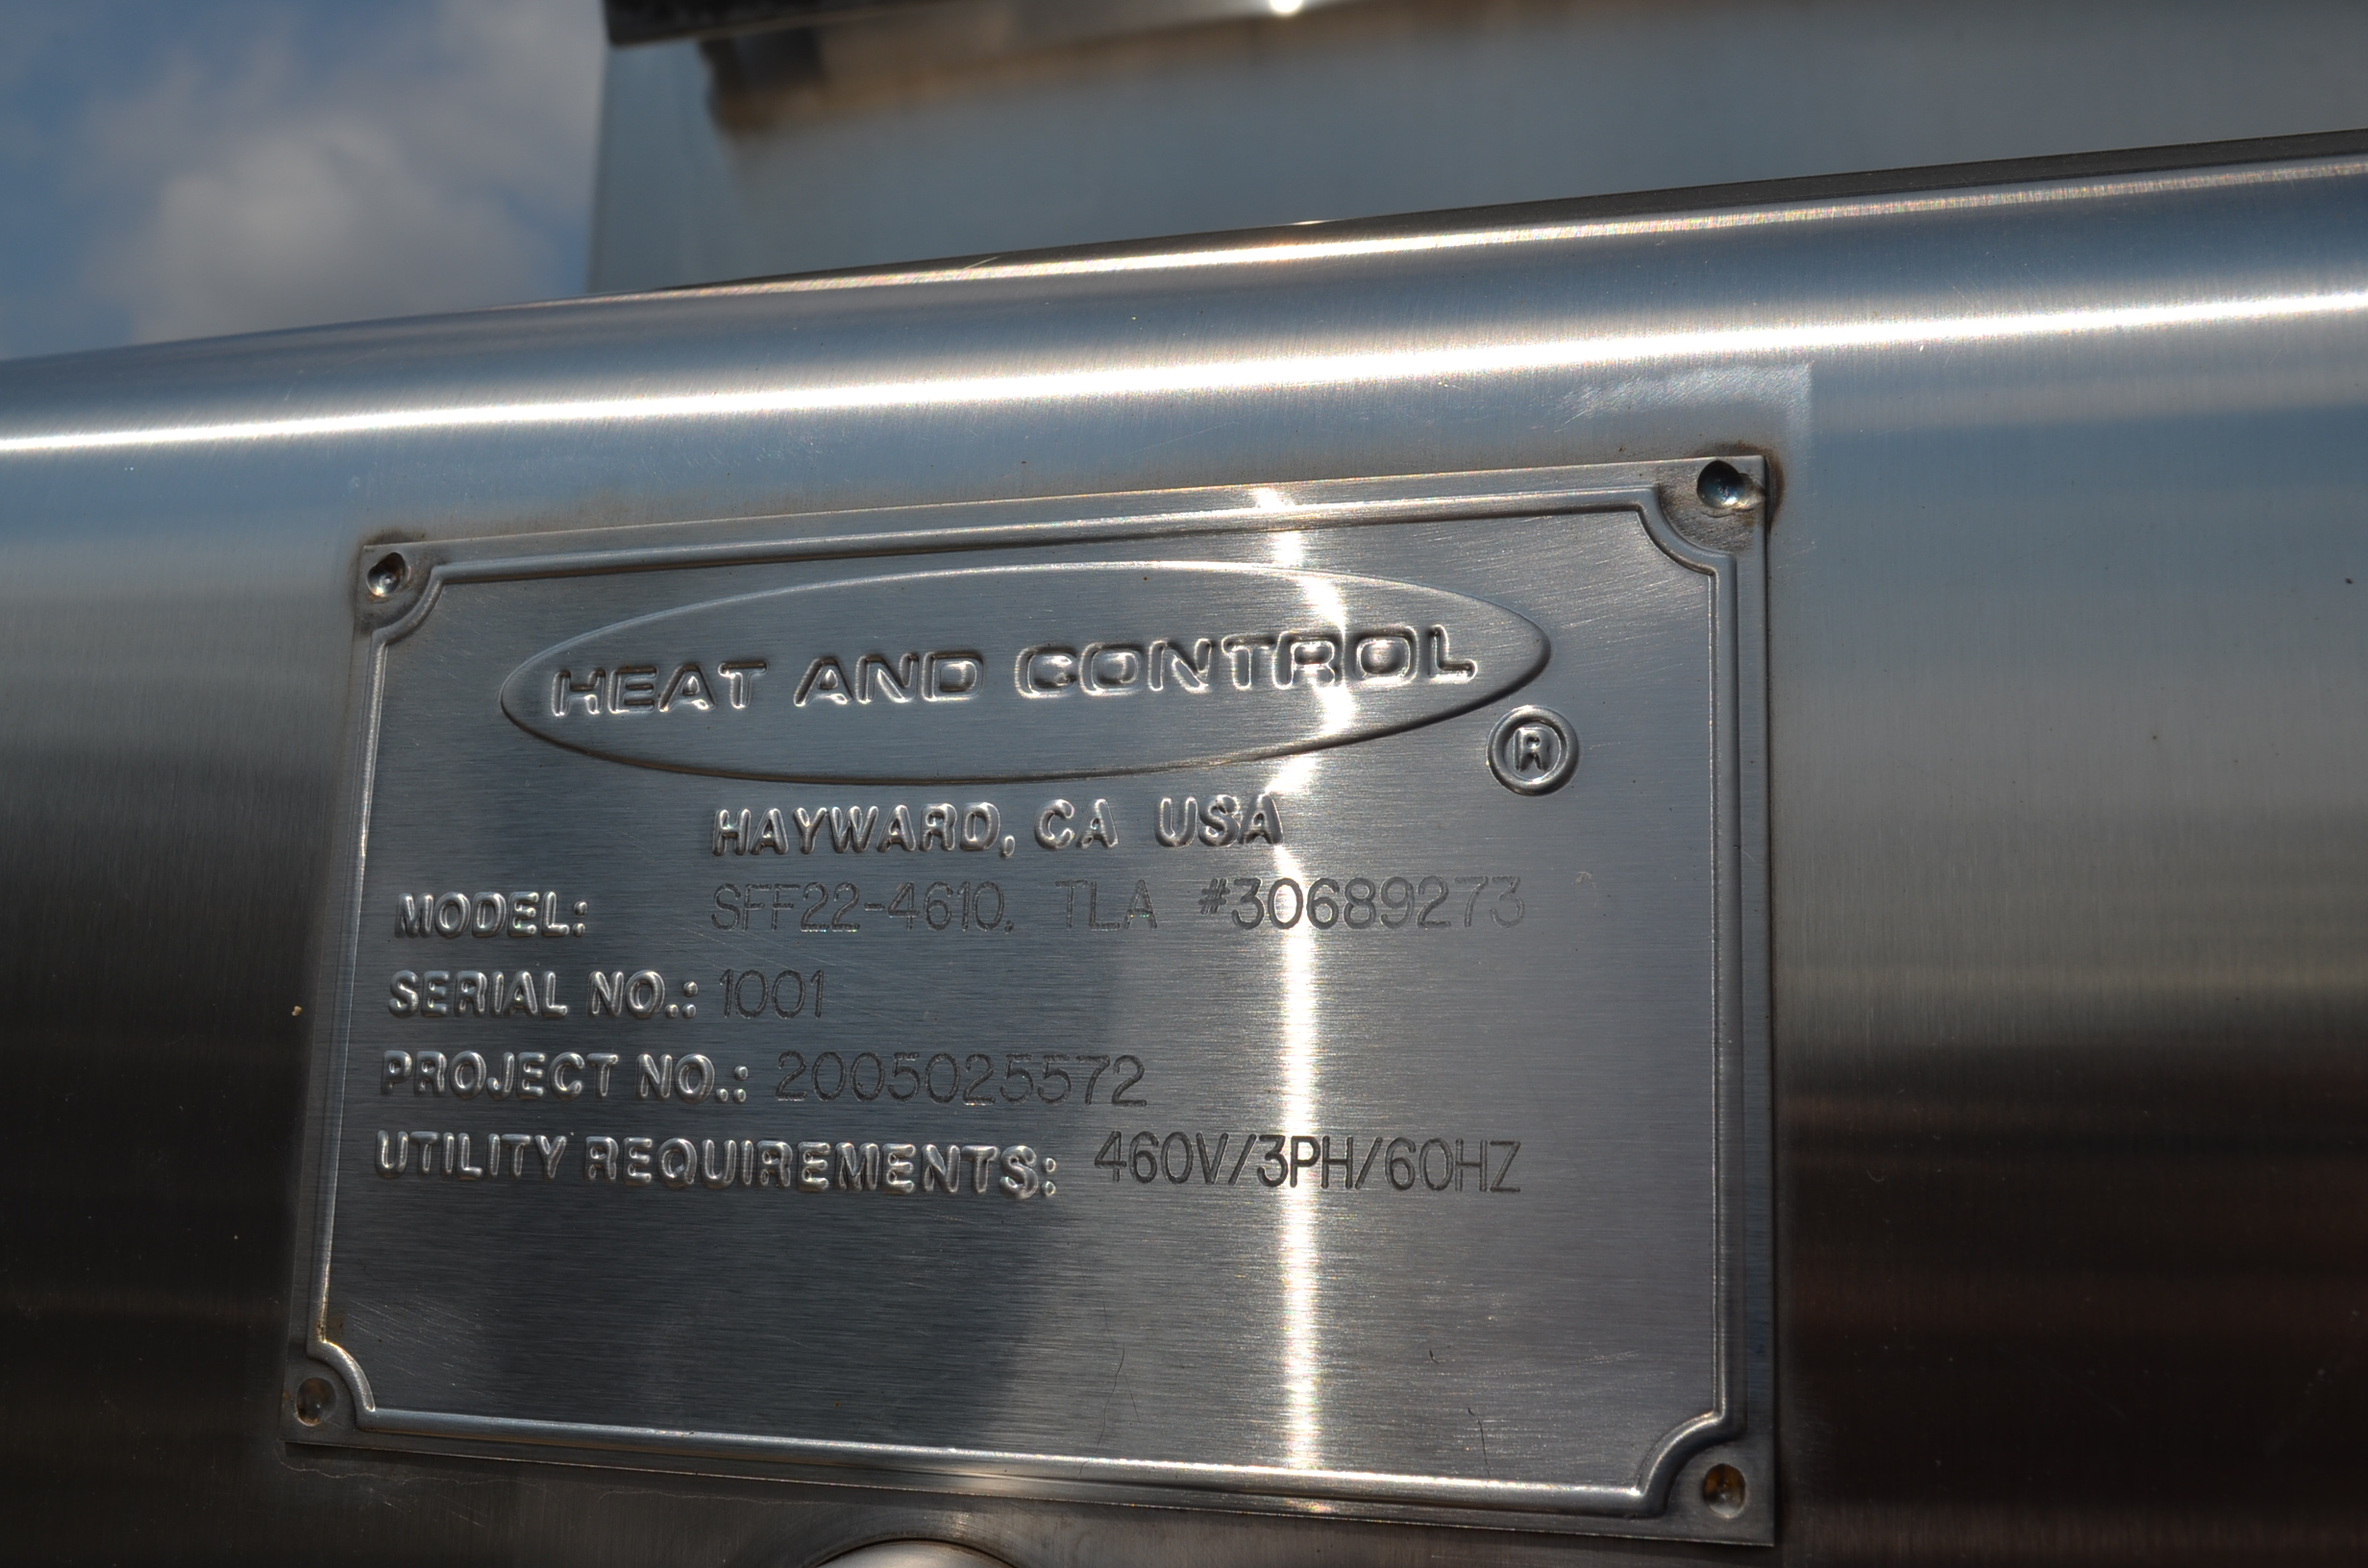 HEAT AND CONTROL
®
HAYWARD, CA USA
MODEL: SFF22-4610, TLA #30689273
SERIAL NO.: 1001
PROJECT NO.: 2005025572
UTILITY REQUIREMENTS: 460V/3PH/60HZ